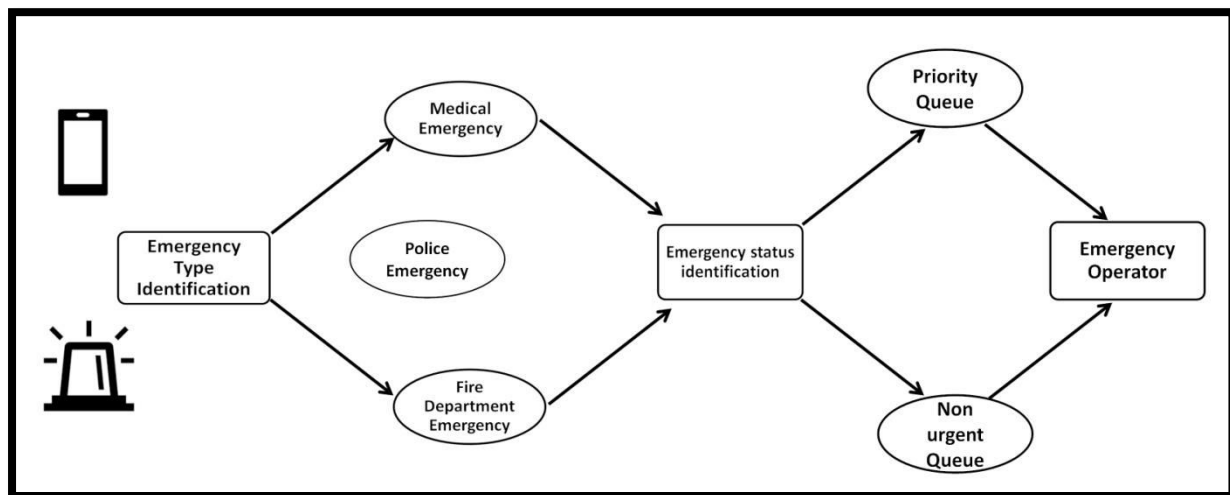 Emergency
Type
Identification
Medical
Emergency
Police
Emergency
Fire
Department
Emergency
Emergency status
identification
Priority
Queue
Non
urgent
Queue
Emergency
Operator